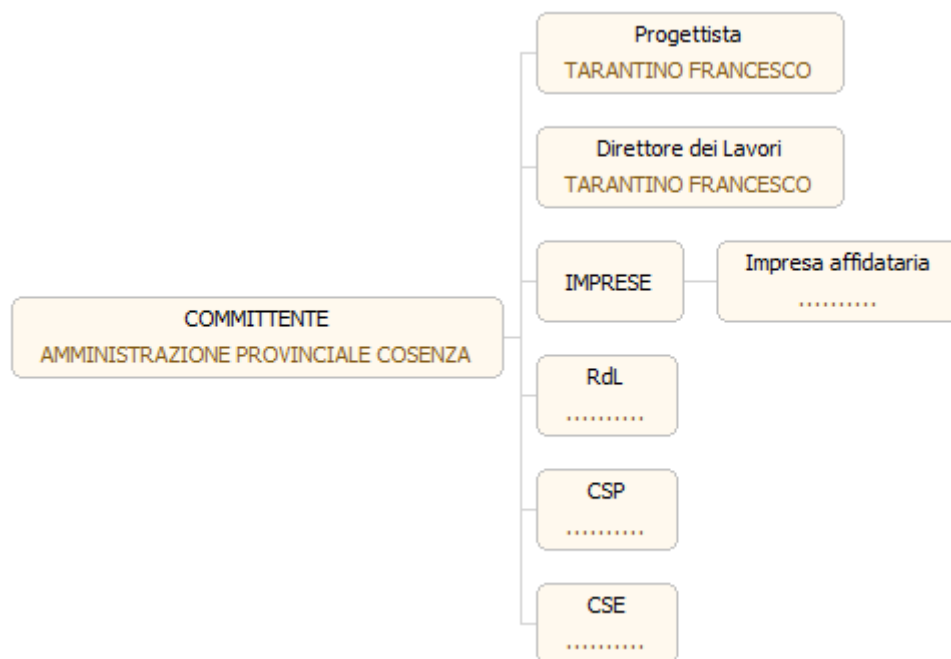 Progettista
TARANTINO FRANCESCO
Direttore dei Lavori
TARANTINO FRANCESCO
IMPRESE
Impresa affidataria
..........
COMMITTENTE
AMMINISTRAZIONE PROVINCIALE COSENZA
RdL
..........
CSP
..........
CSE
..........